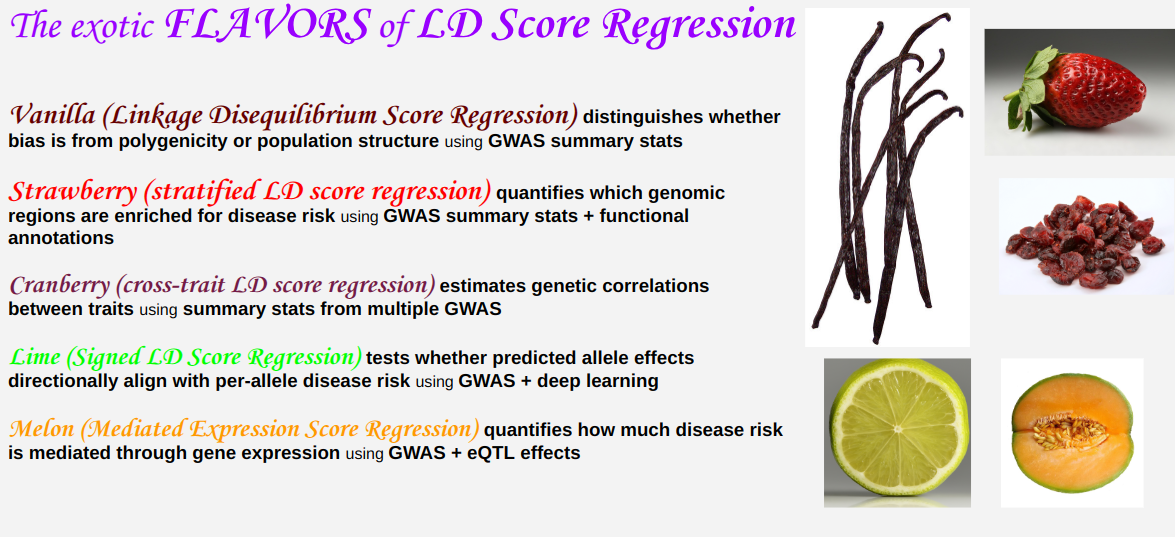 The exotic FLAVORS of LD Score Regression
Vanilla (Linkage Disequilibrium Score Regression) distinguishes whether
bias is from polygenicity or population structure using GWAS summary stats
Strawberry (stratified LD score regression) quantifies which genomic
regions are enriched for disease risk using GWAS summary stats + functional
annotations
Cranberry (cross-trait LD score regression) estimates genetic correlations
between traits using summary stats from multiple GWAS
Lime (Signed LD Score Regression) tests whether predicted allele effects
directionally align with per-allele disease risk using GWAS + deep learning
Melon (Mediated Expression Score Regression) quantifies how much disease risk
is mediated through gene expression using GWAS + eQTL effects